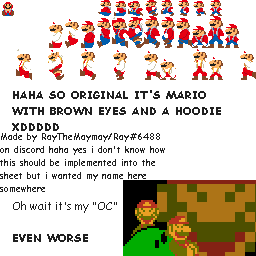 HAHA SO ORIGINAL IT'S MARIO
WITH BROWN EYES AND A HOODIE
XDDDDD
Made by RayTheMaymay/Ray#6488
on discord haha yes i don't know how
this should be implemented into the
sheet but i wanted my name here
somewhere
Oh wait it's my "OC"
EVEN WORSE